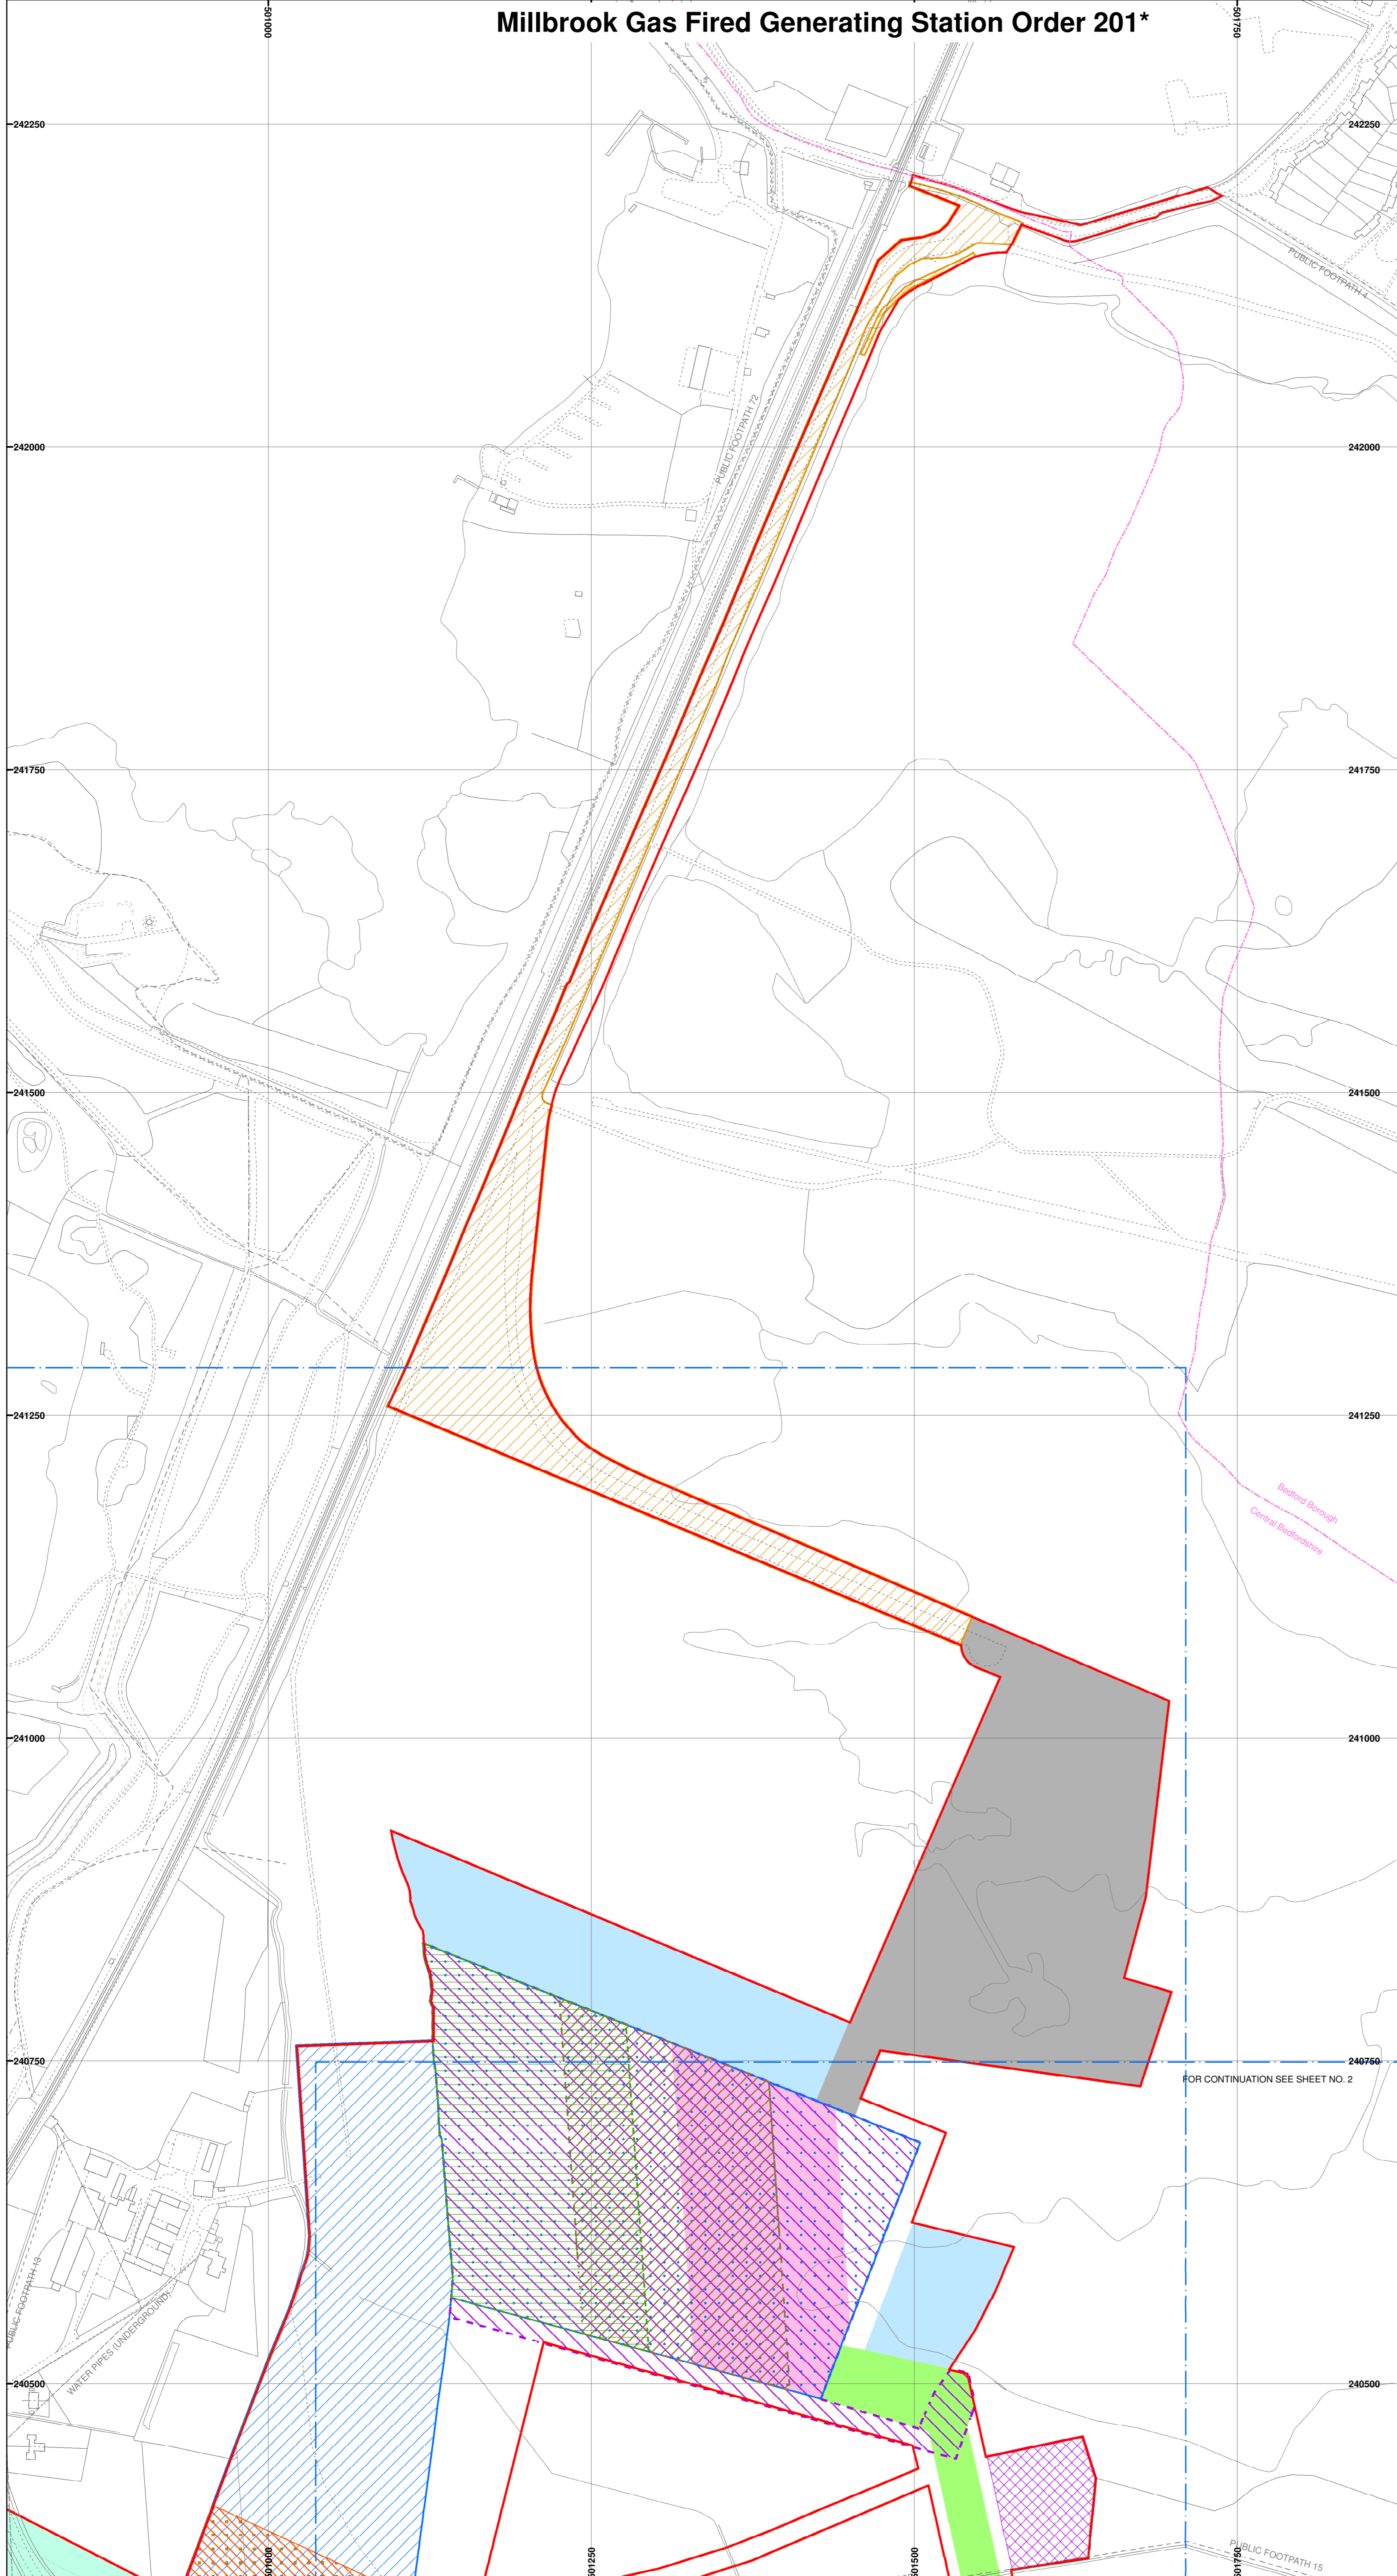 Millbrook Gas Fired Generating Station Order 201*
501000
501750
242250
242250
PUBLIC FOOTPATH 4
242000
242000
PUBLIC FOOTPATH 72
241750
241750
241500
241500
241250
241250
Bedford Borough
Central Bedfordshire
241000
241000
240750
240750
FOR CONTINUATION SEE SHEET NO. 2
PUBLIC FOOTPATH 13
WATER PIPES (UNDERGROUND)
240500
240500
501000
501250
501500
501750
PUBLIC FOOTPATH 15